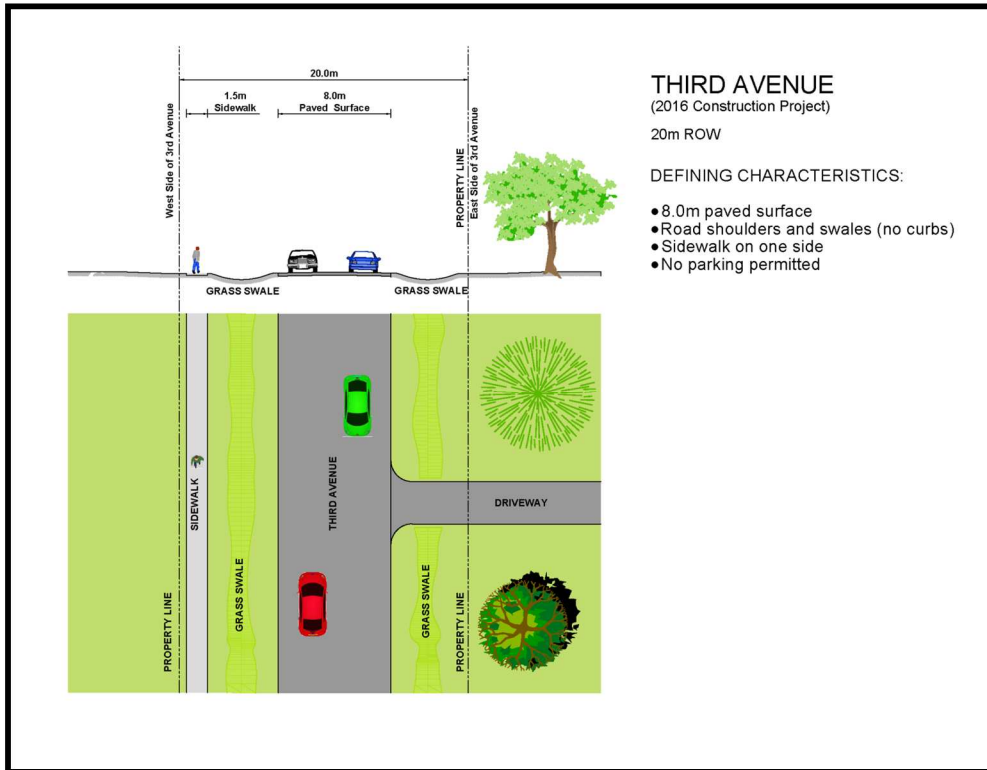 20.0m
1.5m
Sidewalk
8.0m
Paved Surface
West Side of 3rd Avenue
PROPERTY LINE
East Side of 3rd Avenue
GRASS SWALE
GRASS SWALE
THIRD AVENUE
(2016 Construction Project)
20m ROW
DEFINING CHARACTERISTICS:
●8.0m paved surface
●Road shoulders and swales (no curbs)
●Sidewalk on one side
●No parking permitted
SIDEWALK
THIRD AVENUE
DRIVEWAY
PROPERTY LINE
GRASS SWALE
GRASS SWALE
PROPERTY LINE